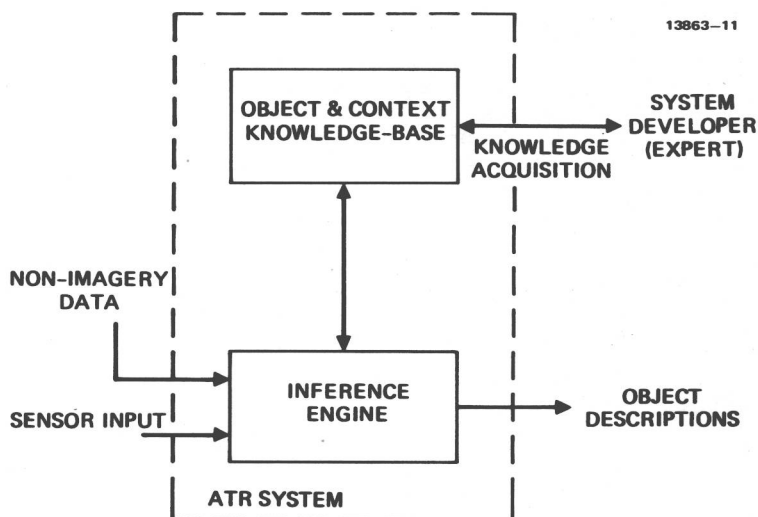 13863–11
OBJECT & CONTEXT
KNOWLEDGE–BASE
SYSTEM
DEVELOPER
(EXPERT)
KNOWLEDGE
ACQUISITION
NON–IMAGERY
DATA
INFERENCE
ENGINE
OBJECT
DESCRIPTIONS
SENSOR INPUT
ATR SYSTEM